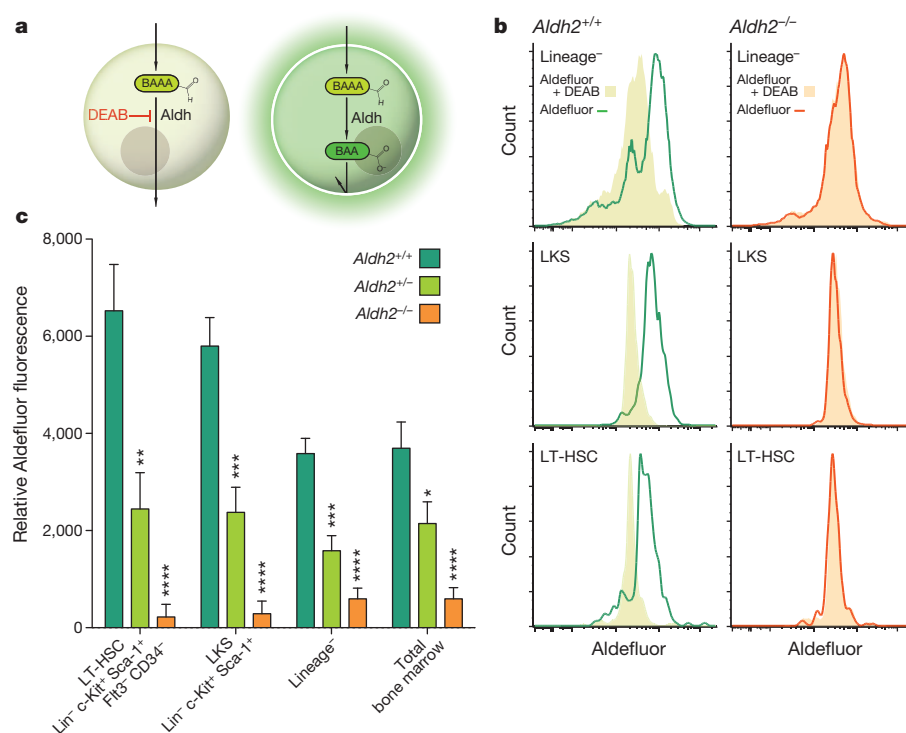 a
BAAA
O
H
DEAB
Aldh
BAAA
O
H
Aldh
BAA
O
O⁻
b
Aldh2+/+
Aldh2−/−
Lineage−
Aldefluor
+ DEAB
Aldefluor
Lineage−
Aldefluor
+ DEAB
Aldefluor
Count
LKS
LKS
Count
LT-HSC
LT-HSC
Count
Aldefluor
Aldefluor
c
Relative Aldefluor fluorescence
8,000
6,000
4,000
2,000
0
Aldh2+/+
Aldh2+/−
Aldh2−/−
**
****
***
****
***
****
*
****
LT-HSC
Lin− c-Kit+ Sca-1+
Flt3− CD34−
LKS
Lin− c-Kit+ Sca-1+
Lineage−
Total
bone marrow